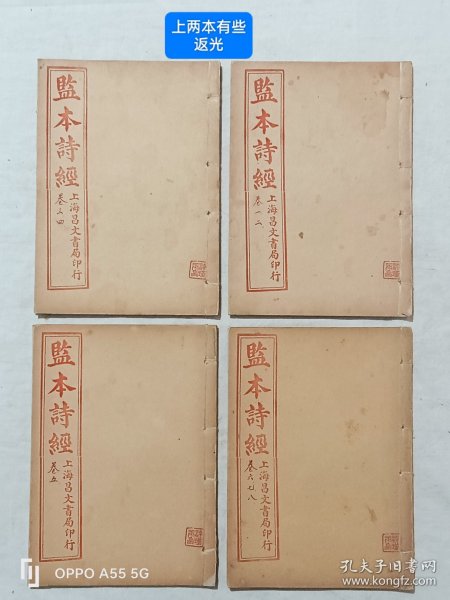 上两本有些
返光
監本詩經
卷三四
上海昌文書局印行
監本詩經
卷一二
上海昌文書局印行
監本詩經
卷五
上海昌文書局印行
監本詩經
卷六七八
上海昌文書局印行
OPPO A55 5G
孔夫子旧书网
www.kongfz.com